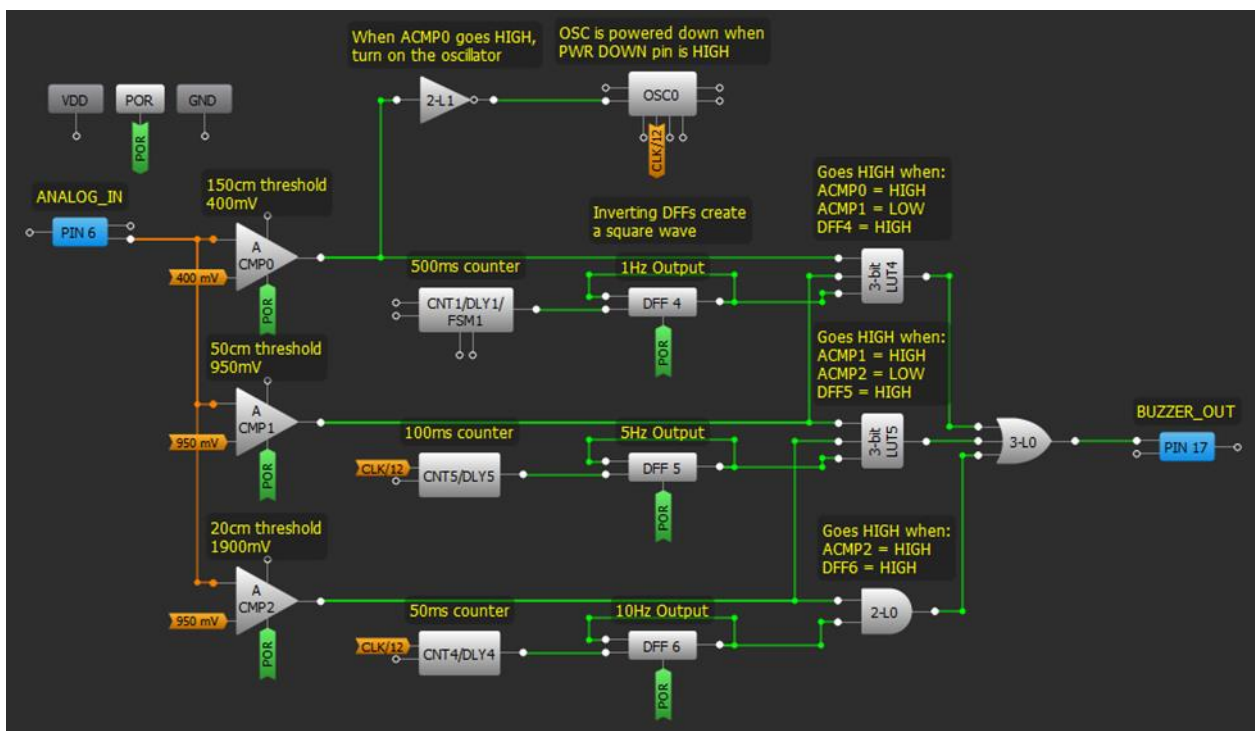 When ACMP0 goes HIGH,
turn on the oscillator
OSC is powered down when
PWR DOWN pin is HIGH
VDD
POR
GND
POR
2-L1
OSC0
CLK/12
ANALOG_IN
PIN 6
150cm threshold
400mV
A
CMP0
400 mV
POR
Inverting DFFs create
a square wave
500ms counter
CNT1/DLY1/
FSM1
1Hz Output
DFF 4
POR
Goes HIGH when:
ACMP0 = HIGH
ACMP1 = LOW
DFF4 = HIGH
3-bit
LUT4
50cm threshold
950mV
A
CMP1
950 mV
POR
100ms counter
CLK/12
CNT5/DLY5
5Hz Output
DFF 5
POR
Goes HIGH when:
ACMP1 = HIGH
ACMP2 = LOW
DFF5 = HIGH
3-bit
LUT5
3-L0
BUZZER_OUT
PIN 17
20cm threshold
1900mV
A
CMP2
950 mV
POR
50ms counter
CLK/12
CNT4/DLY4
10Hz Output
DFF 6
POR
Goes HIGH when:
ACMP2 = HIGH
DFF6 = HIGH
2-L0